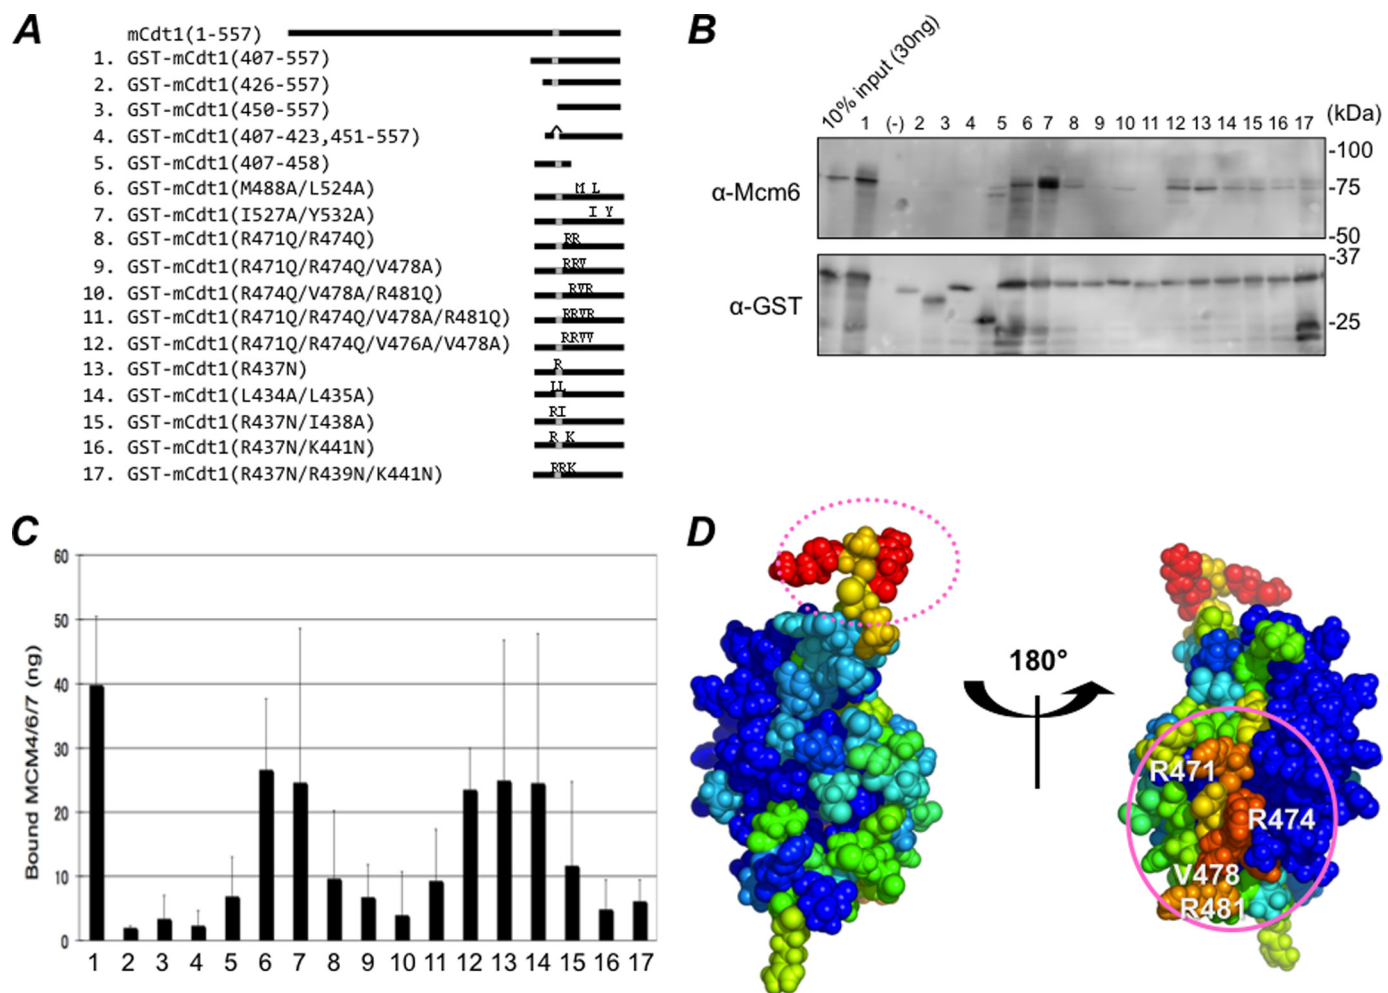 A
mCdt1(1-557)
1. GST-mCdt1(407-557)
2. GST-mCdt1(426-557)
3. GST-mCdt1(450-557)
4. GST-mCdt1(407-423,451-557)
5. GST-mCdt1(407-458)
6. GST-mCdt1(M488A/L524A)
M L
7. GST-mCdt1(I527A/Y532A)
I Y
8. GST-mCdt1(R471Q/R474Q)
RR
9. GST-mCdt1(R471Q/R474Q/V478A)
RRV
10. GST-mCdt1(R474Q/V478A/R481Q)
RVR
11. GST-mCdt1(R471Q/R474Q/V478A/R481Q)
RRVR
12. GST-mCdt1(R471Q/R474Q/V476A/V478A)
RRVV
13. GST-mCdt1(R437N)
R
14. GST-mCdt1(L434A/L435A)
LL
15. GST-mCdt1(R437N/I438A)
RI
16. GST-mCdt1(R437N/K441N)
R K
17. GST-mCdt1(R437N/R439N/K441N)
RRK
B
10% input (30ng)
1 (-) 2 3 4 5 6 7 8 9 10 11 12 13 14 15 16 17
(kDa)
-100
α-Mcm6
-75
-50
-37
α-GST
-25
C
Bound MCM4/6/7 (ng)
60
50
40
30
20
10
0
1 2 3 4 5 6 7 8 9 10 11 12 13 14 15 16 17
D
180°
R471
R474
V478
R481